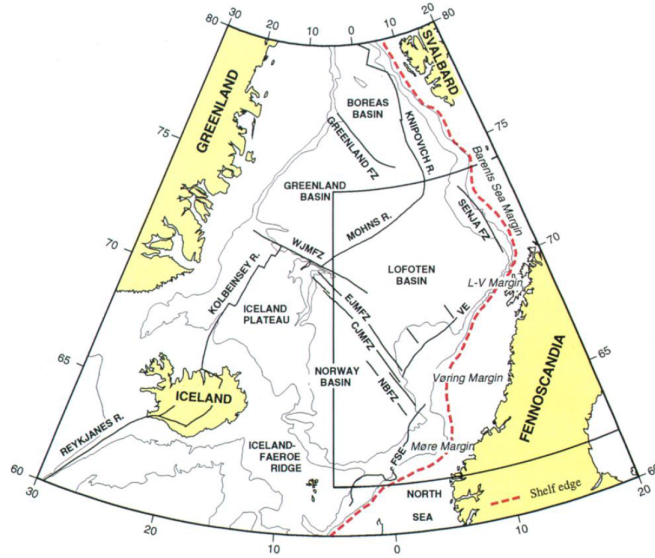 30
20
10
0
10
20
30
80
80
SVALBARD
GREENLAND
BOREAS
BASIN
KNIPOVICH R.
75
75
GREENLAND FZ
Barents Sea Margin
GREENLAND
BASIN
SENJA FZ
MOHNS R.
70
70
WJMFZ
KOLBEINSEY R.
LOFOTEN
BASIN
L-V Margin
ICELAND
PLATEAU
EJMFZ
CJMFZ
VE
65
65
NORWAY
BASIN
Vøring Margin
NBFZ
ICELAND
FENNOSCANDIA
REYKJANES R.
ICELAND-
FAEROE
RIDGE
FSE
Møre Margin
60
30
NORTH
SEA
Shelf edge
60
20
20
10
0
10